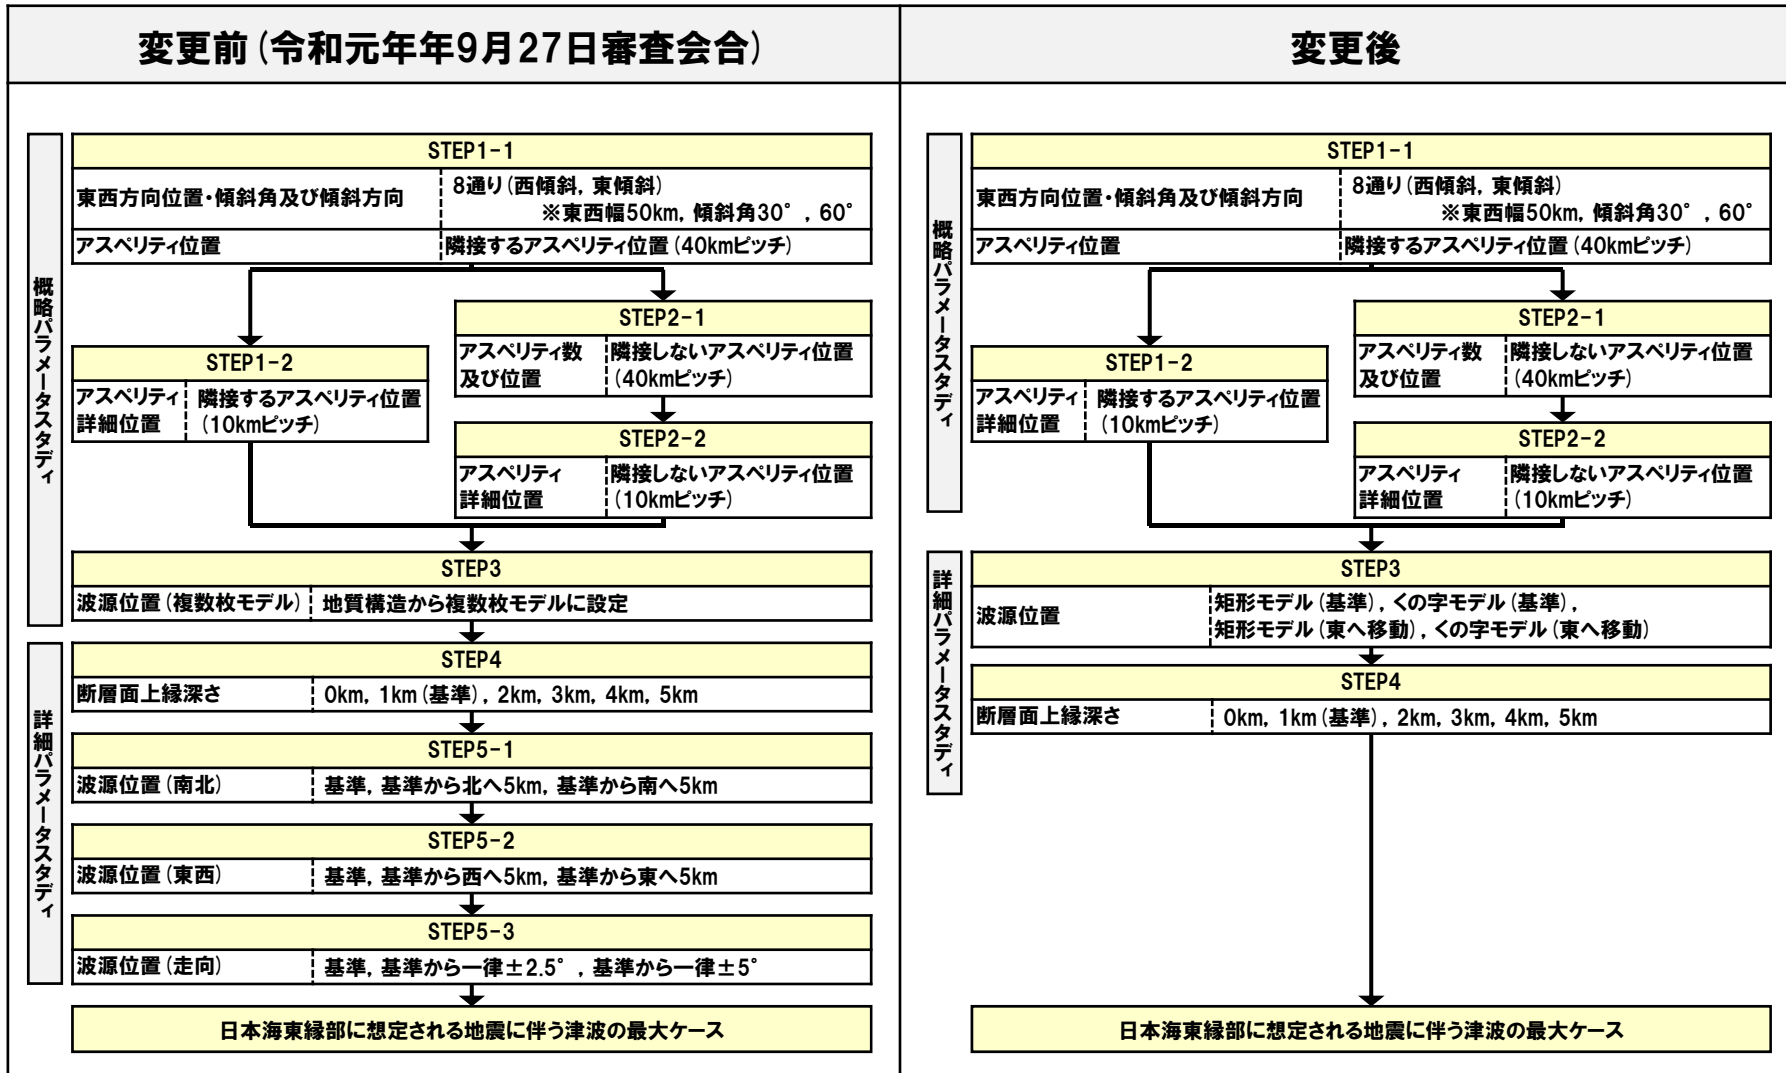 変更前(令和元年年9月27日審査会合)
概略パラメータスタディ
STEP1-1
東西方向位置・傾斜角及び傾斜方向
8通り(西傾斜, 東傾斜)
※東西幅50km, 傾斜角30°, 60°
アスペリティ位置
隣接するアスペリティ位置(40kmピッチ)
STEP1-2
アスペリティ
詳細位置
隣接するアスペリティ位置
(10kmピッチ)
STEP2-1
アスペリティ数
及び位置
隣接しないアスペリティ位置
(40kmピッチ)
STEP2-2
アスペリティ
詳細位置
隣接しないアスペリティ位置
(10kmピッチ)
STEP3
波源位置(複数枚モデル)
地質構造から複数枚モデルに設定
詳細パラメータスタディ
STEP4
断層面上縁深さ
0km, 1km(基準), 2km, 3km, 4km, 5km
STEP5-1
波源位置(南北)
基準, 基準から北へ5km, 基準から南へ5km
STEP5-2
波源位置(東西)
基準, 基準から西へ5km, 基準から東へ5km
STEP5-3
波源位置(走向)
基準, 基準から一律±2.5°, 基準から一律±5°
日本海東縁部に想定される地震に伴う津波の最大ケース
変更後
概略パラメータスタディ
STEP1-1
東西方向位置・傾斜角及び傾斜方向
8通り(西傾斜, 東傾斜)
※東西幅50km, 傾斜角30°, 60°
アスペリティ位置
隣接するアスペリティ位置(40kmピッチ)
STEP1-2
アスペリティ
詳細位置
隣接するアスペリティ位置
(10kmピッチ)
STEP2-1
アスペリティ数
及び位置
隣接しないアスペリティ位置
(40kmピッチ)
STEP2-2
アスペリティ
詳細位置
隣接しないアスペリティ位置
(10kmピッチ)
詳細パラメータスタディ
STEP3
波源位置
矩形モデル(基準), くの字モデル(基準),
矩形モデル(東へ移動), くの字モデル(東へ移動)
STEP4
断層面上縁深さ
0km, 1km(基準), 2km, 3km, 4km, 5km
日本海東縁部に想定される地震に伴う津波の最大ケース